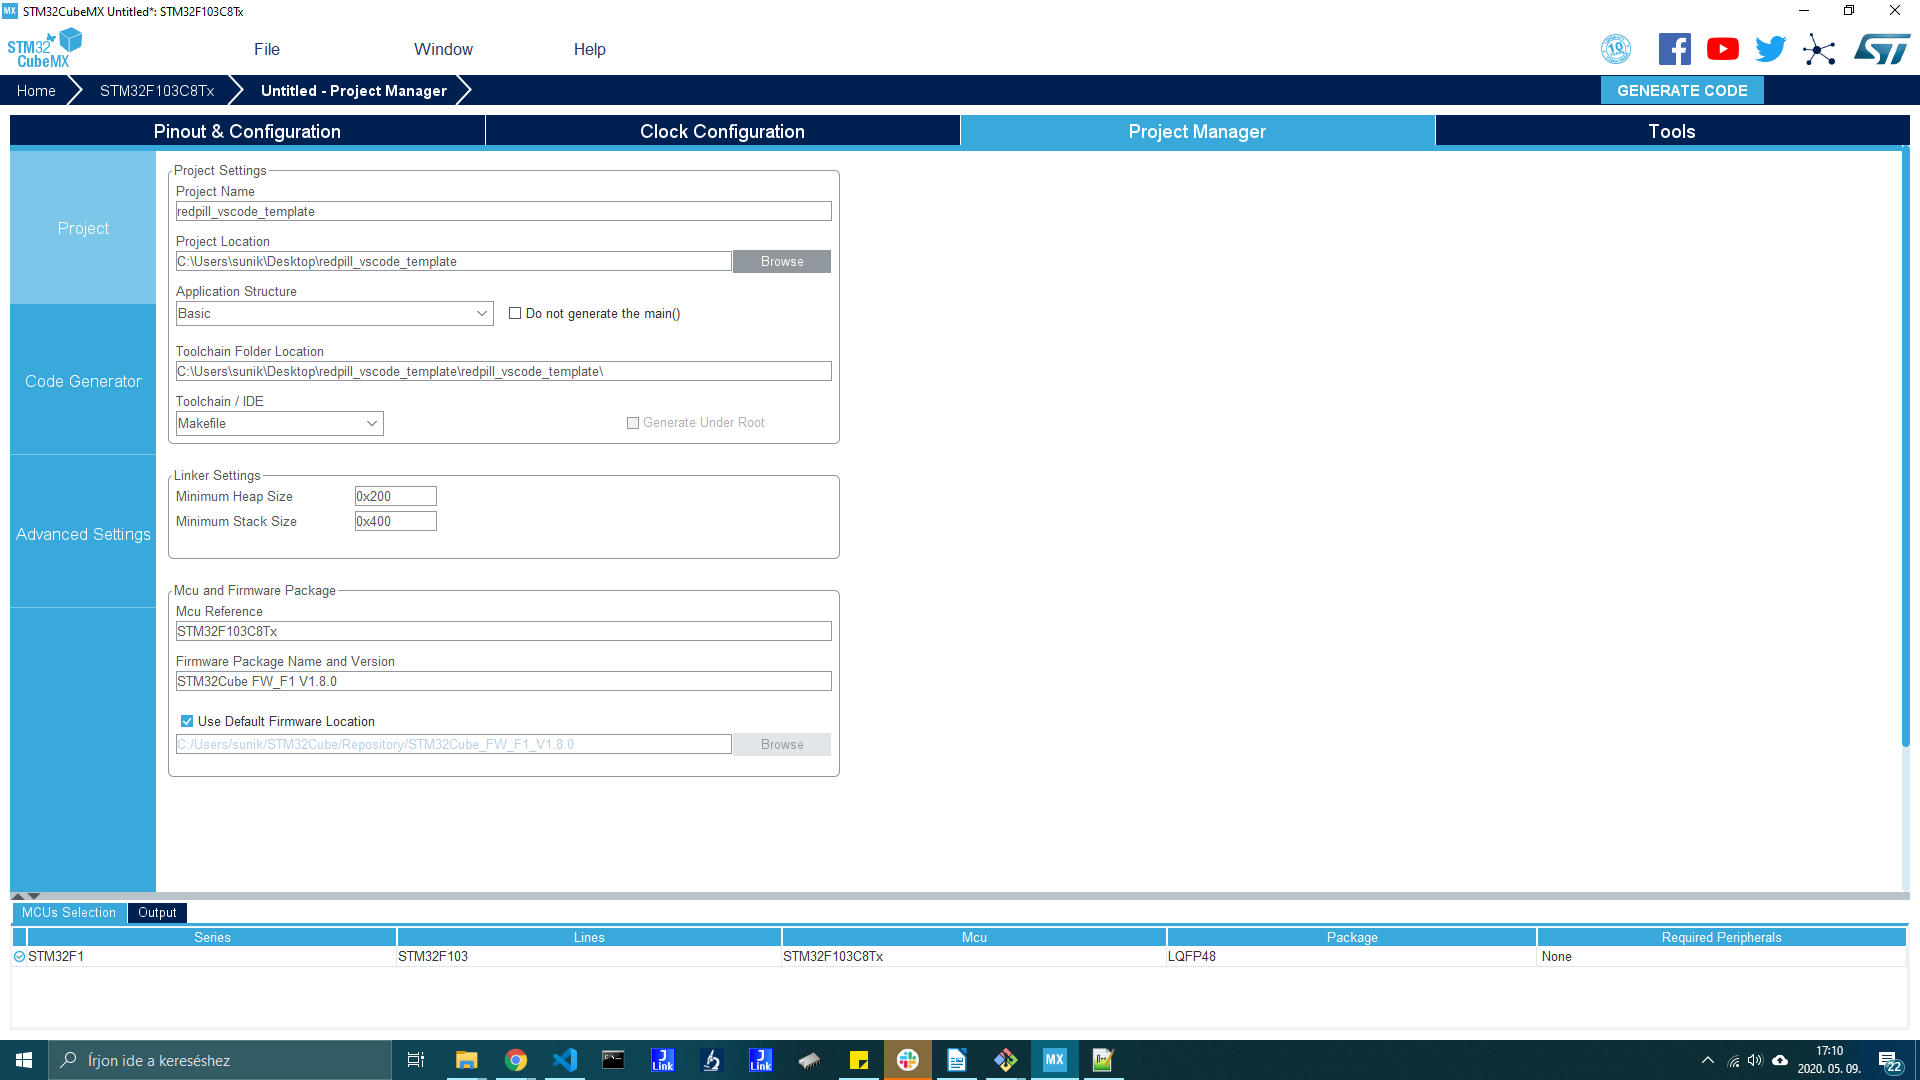 MX STM32CubeMX Untitled*: STM32F103C8Tx
STM32
CubeMX
File Window Help
10
ST
Home STM32F103C8Tx Untitled - Project Manager GENERATE CODE
Pinout & Configuration Clock Configuration Project Manager Tools
Project
Code Generator
Advanced Settings
Project Settings
Project Name
redpill_vscode_template
Project Location
C:\Users\sunik\Desktop\redpill_vscode_template Browse
Application Structure
Basic Do not generate the main()
Toolchain Folder Location
C:\Users\sunik\Desktop\redpill_vscode_template\redpill_vscode_template\
Toolchain / IDE
Makefile Generate Under Root
Linker Settings
Minimum Heap Size 0x200
Minimum Stack Size 0x400
Mcu and Firmware Package
Mcu Reference
STM32F103C8Tx
Firmware Package Name and Version
STM32Cube FW_F1 V1.8.0
Use Default Firmware Location
C:/Users/sunik/STM32Cube/Repository/STM32Cube_FW_F1_V1.8.0 Browse
MCUs Selection Output
Series Lines Mcu Package Required Peripherals
STM32F1 STM32F103 STM32F103C8Tx LQFP48 None
Írjon ide a kereséshez
J Link
J Link
MX
17:10
2020. 05. 09.
22